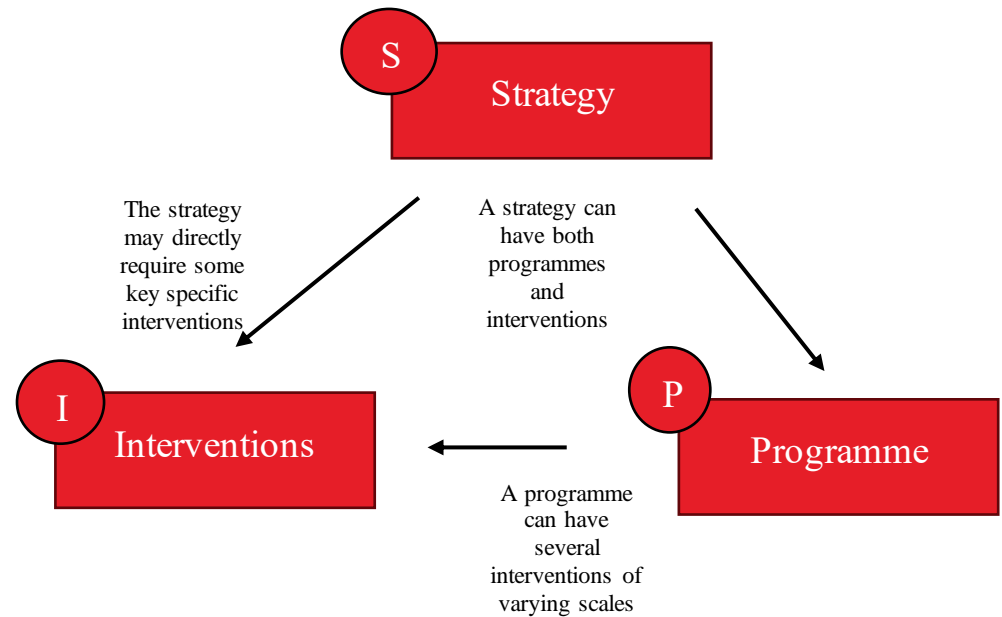 S
Strategy
The strategy
may directly
require some
key specific
interventions
A strategy can
have both
programmes
and
interventions
I
Interventions
P
Programme
A programme
can have
several
interventions of
varying scales